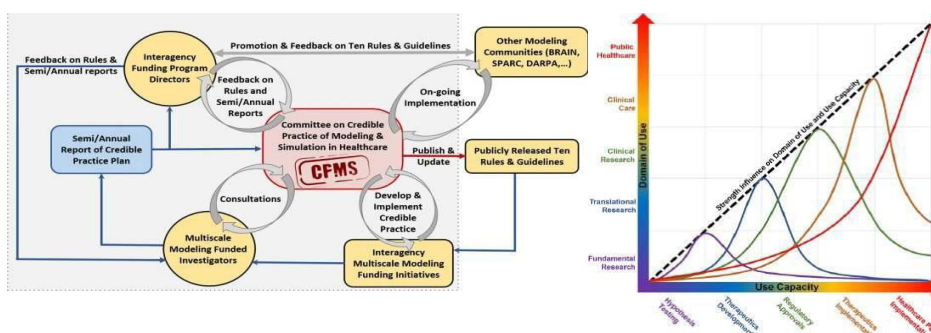 Feedback on Rules &
Semi/Annual reports
Interagency
Funding Program
Directors
Promotion & Feedback on Ten Rules & Guidelines
Other Modeling
Communities (BRAIN,
SPARC, DARPA,...)
Feedback on
Rules and
Semi/Annual
Reports
On-going
Implementation
Semi/Annual
Report of Credible
Practice Plan
Committee on Credible
Practice of Modeling &
Simulation in Healthcare
CFMS
Publish &
Update
Publicly Released Ten
Rules & Guidelines
Consultations
Develop &
Implement
Credible
Practice
Multiscale
Modeling Funded
Investigators
Interagency
Multiscale Modeling
Funding Initiatives
Domain of Use
Public
Healthcare
Clinical
Care
Clinical
Research
Translational
Research
Fundamental
Research
Strength influence on Domain of Use and Use Capacity
Use Capacity
Hypothesis
Testing
Therapeutics
Regulatory
Approvals